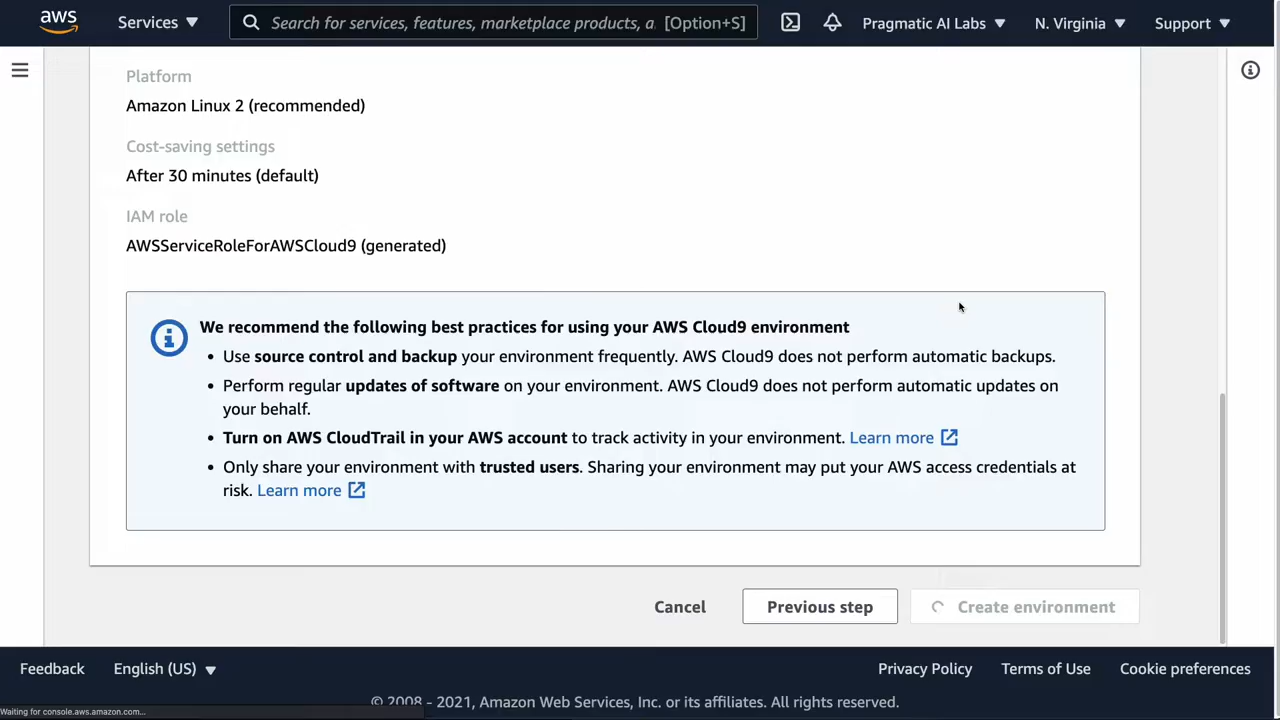 aws Services ▼ Search for services, features, marketplace products, a. [Option+S] Pragmatic AI Labs ▼ N. Virginia ▼ Support ▼
Platform
Amazon Linux 2 (recommended)
Cost-saving settings
After 30 minutes (default)
IAM role
AWSServiceRoleForAWSCloud9 (generated)
We recommend the following best practices for using your AWS Cloud9 environment
• Use source control and backup your environment frequently. AWS Cloud9 does not perform automatic backups.
• Perform regular updates of software on your environment. AWS Cloud9 does not perform automatic updates on
your behalf.
• Turn on AWS CloudTrail in your AWS account to track activity in your environment. Learn more
• Only share your environment with trusted users. Sharing your environment may put your AWS access credentials at
risk. Learn more
Cancel Previous step Create environment
Feedback English (US) ▼ Privacy Policy Terms of Use Cookie preferences
© 2008 - 2021, Amazon Web Services, Inc. or its affiliates. All rights reserved.
Waiting for console.aws.amazon.com...